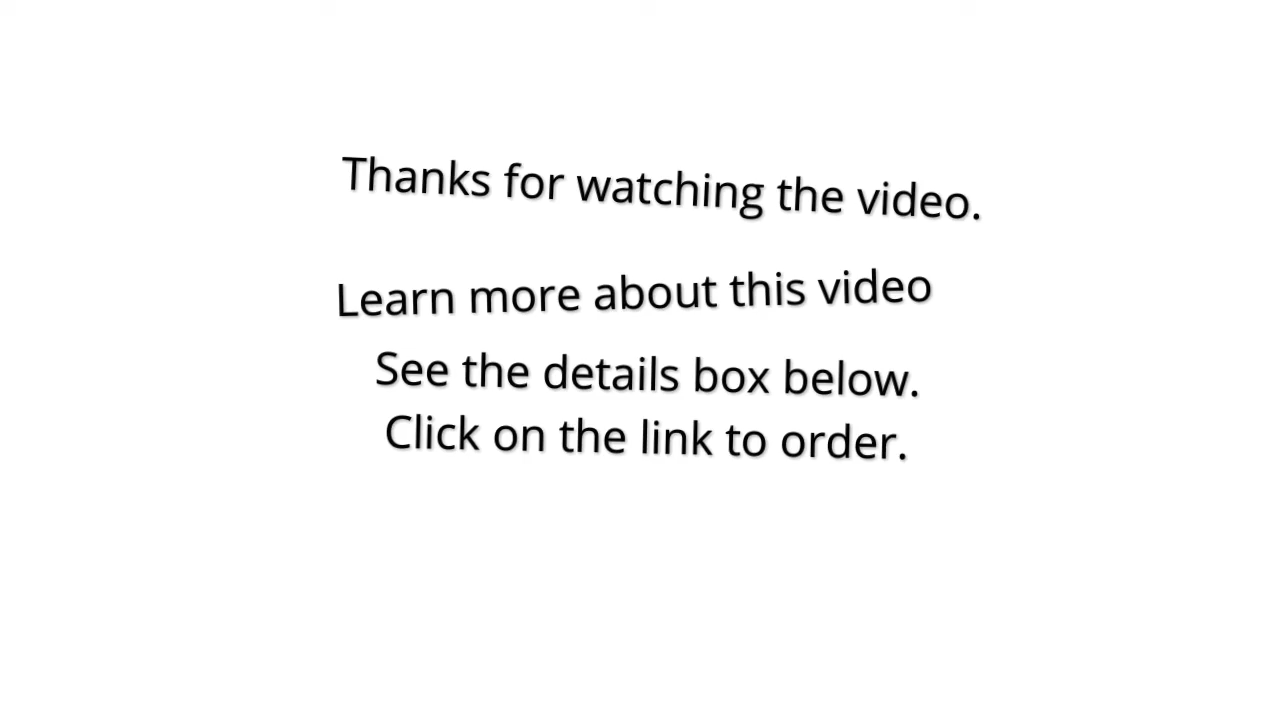 Thanks for watching the video.
Learn more about this video
See the details box below.
Click on the link to order.